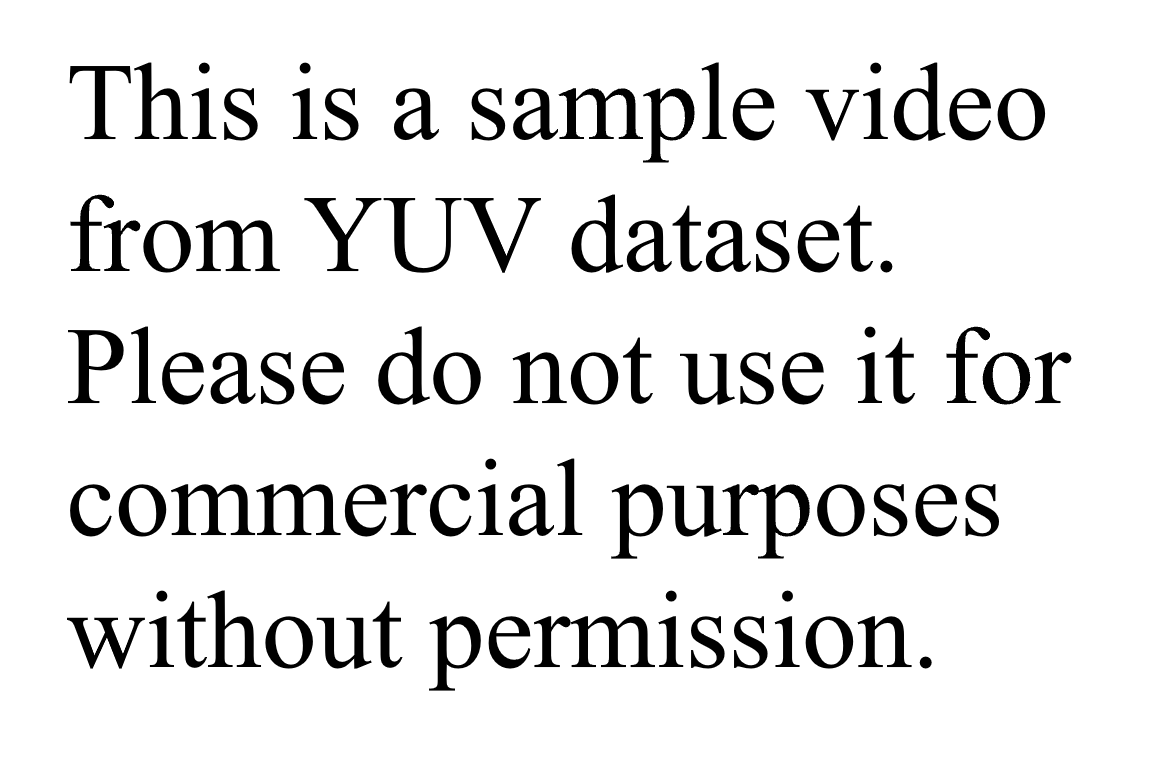 This is a sample video
from YUV dataset.
Please do not use it for
commercial purposes
without permission.